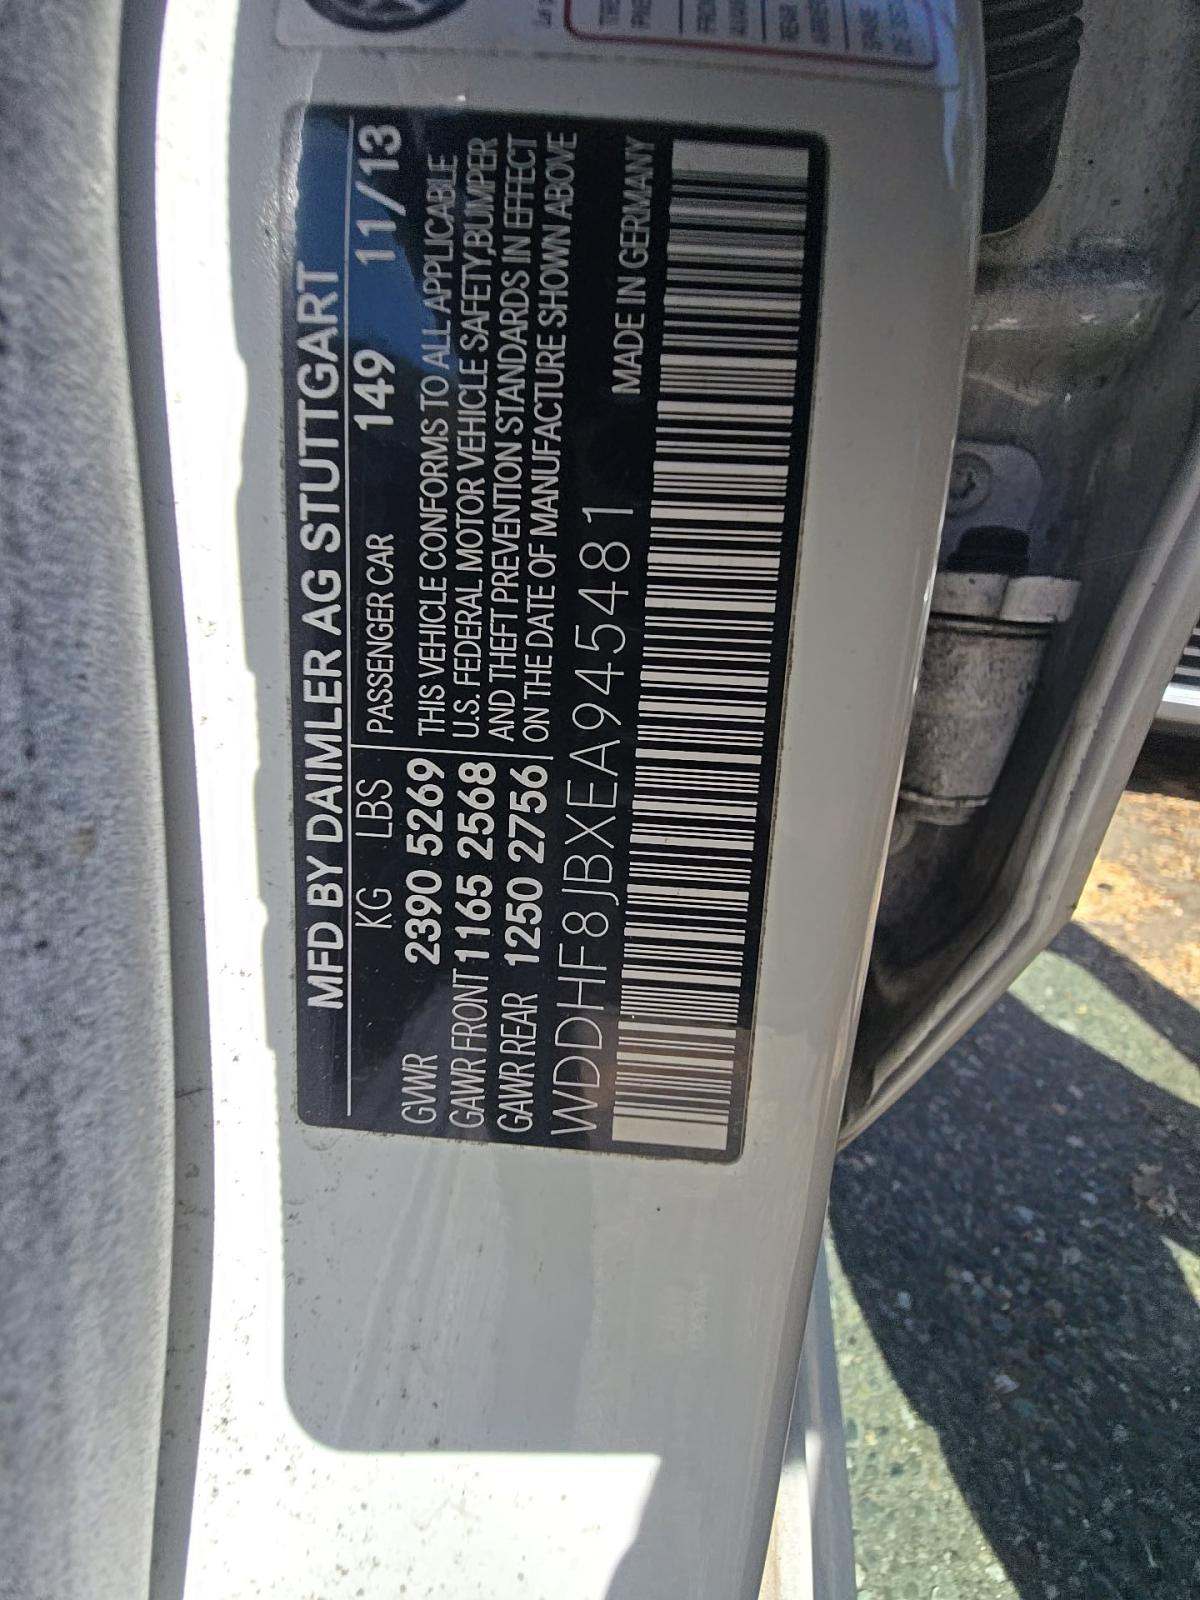 MFD BY DAIMLER AG STUTTGART
KG LBS PASSENGER CAR 149 11/13
GVWR 2390 5269 THIS VEHICLE CONFORMS TO ALL APPLICABLE
GAWR FRONT 1165 2568 U.S. FEDERAL MOTOR VEHICLE SAFETY, BUMPER
GAWR REAR 1250 2756 AND THEFT PREVENTION STANDARDS IN EFFECT
ON THE DATE OF MANUFACTURE SHOWN ABOVE
WDDHF8JBXEA945481 MADE IN GERMANY